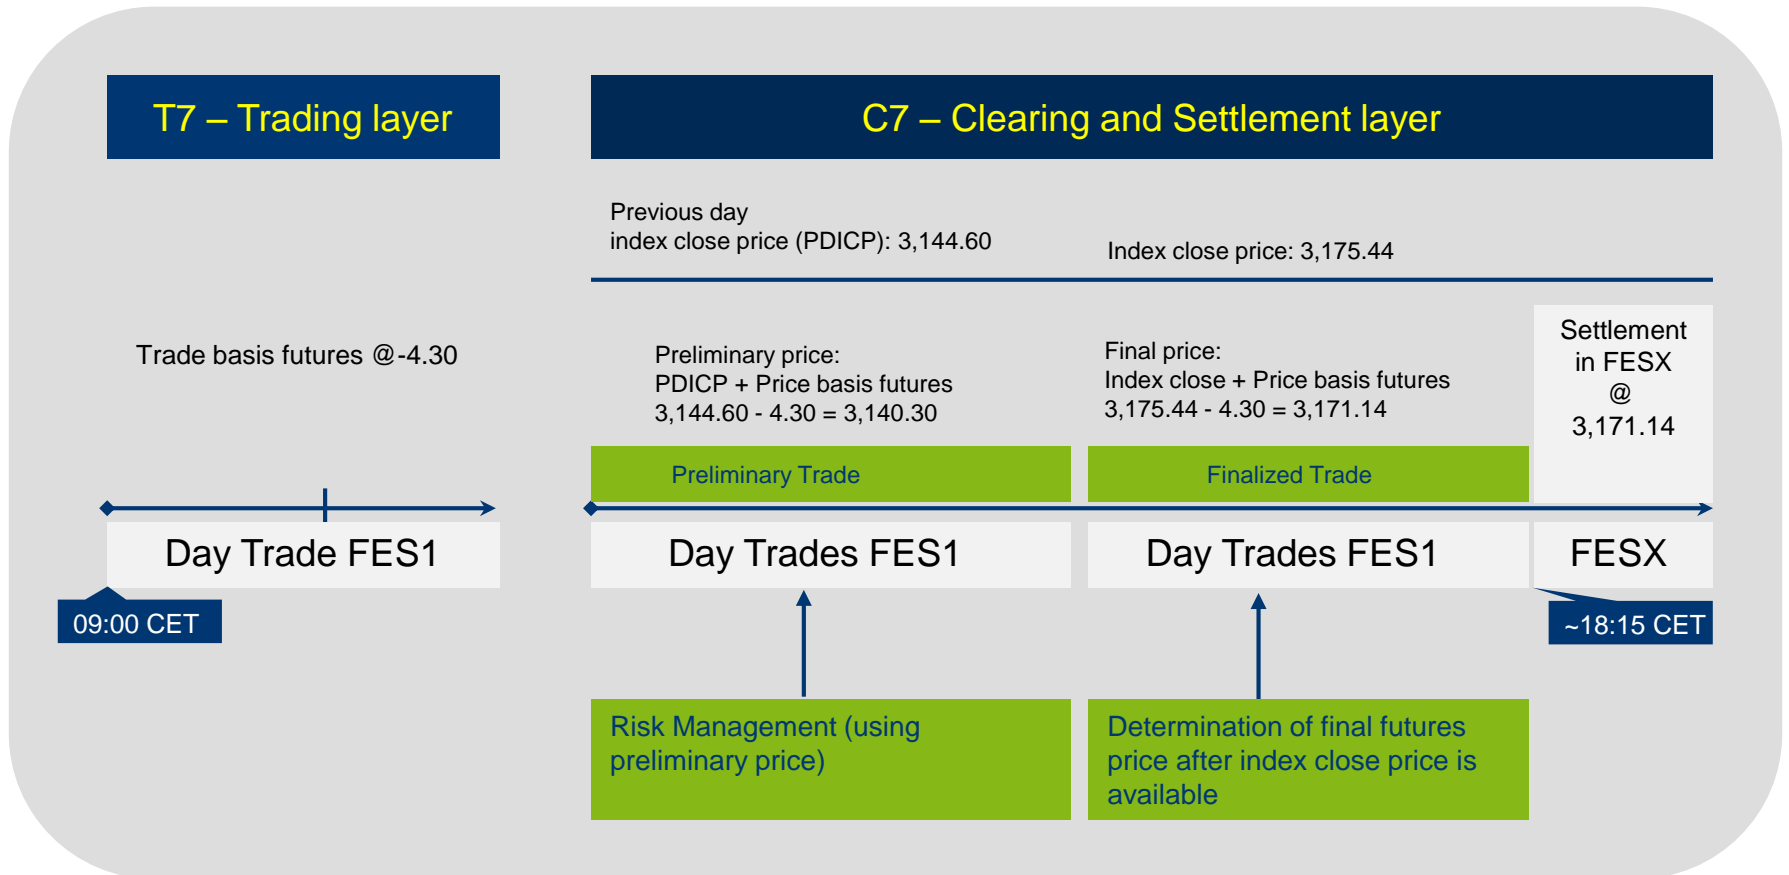 T7 – Trading layer
C7 – Clearing and Settlement layer
Previous day
index close price (PDICP): 3,144.60
Index close price: 3,175.44
Trade basis futures @-4.30
Preliminary price:
PDICP + Price basis futures
3,144.60 - 4.30 = 3,140.30
Final price:
Index close + Price basis futures
3,175.44 - 4.30 = 3,171.14
Settlement
in FESX
@
3,171.14
Preliminary Trade
Finalized Trade
Day Trade FES1
Day Trades FES1
Day Trades FES1
FESX
09:00 CET
~18:15 CET
Risk Management (using
preliminary price)
Determination of final futures
price after index close price is
available